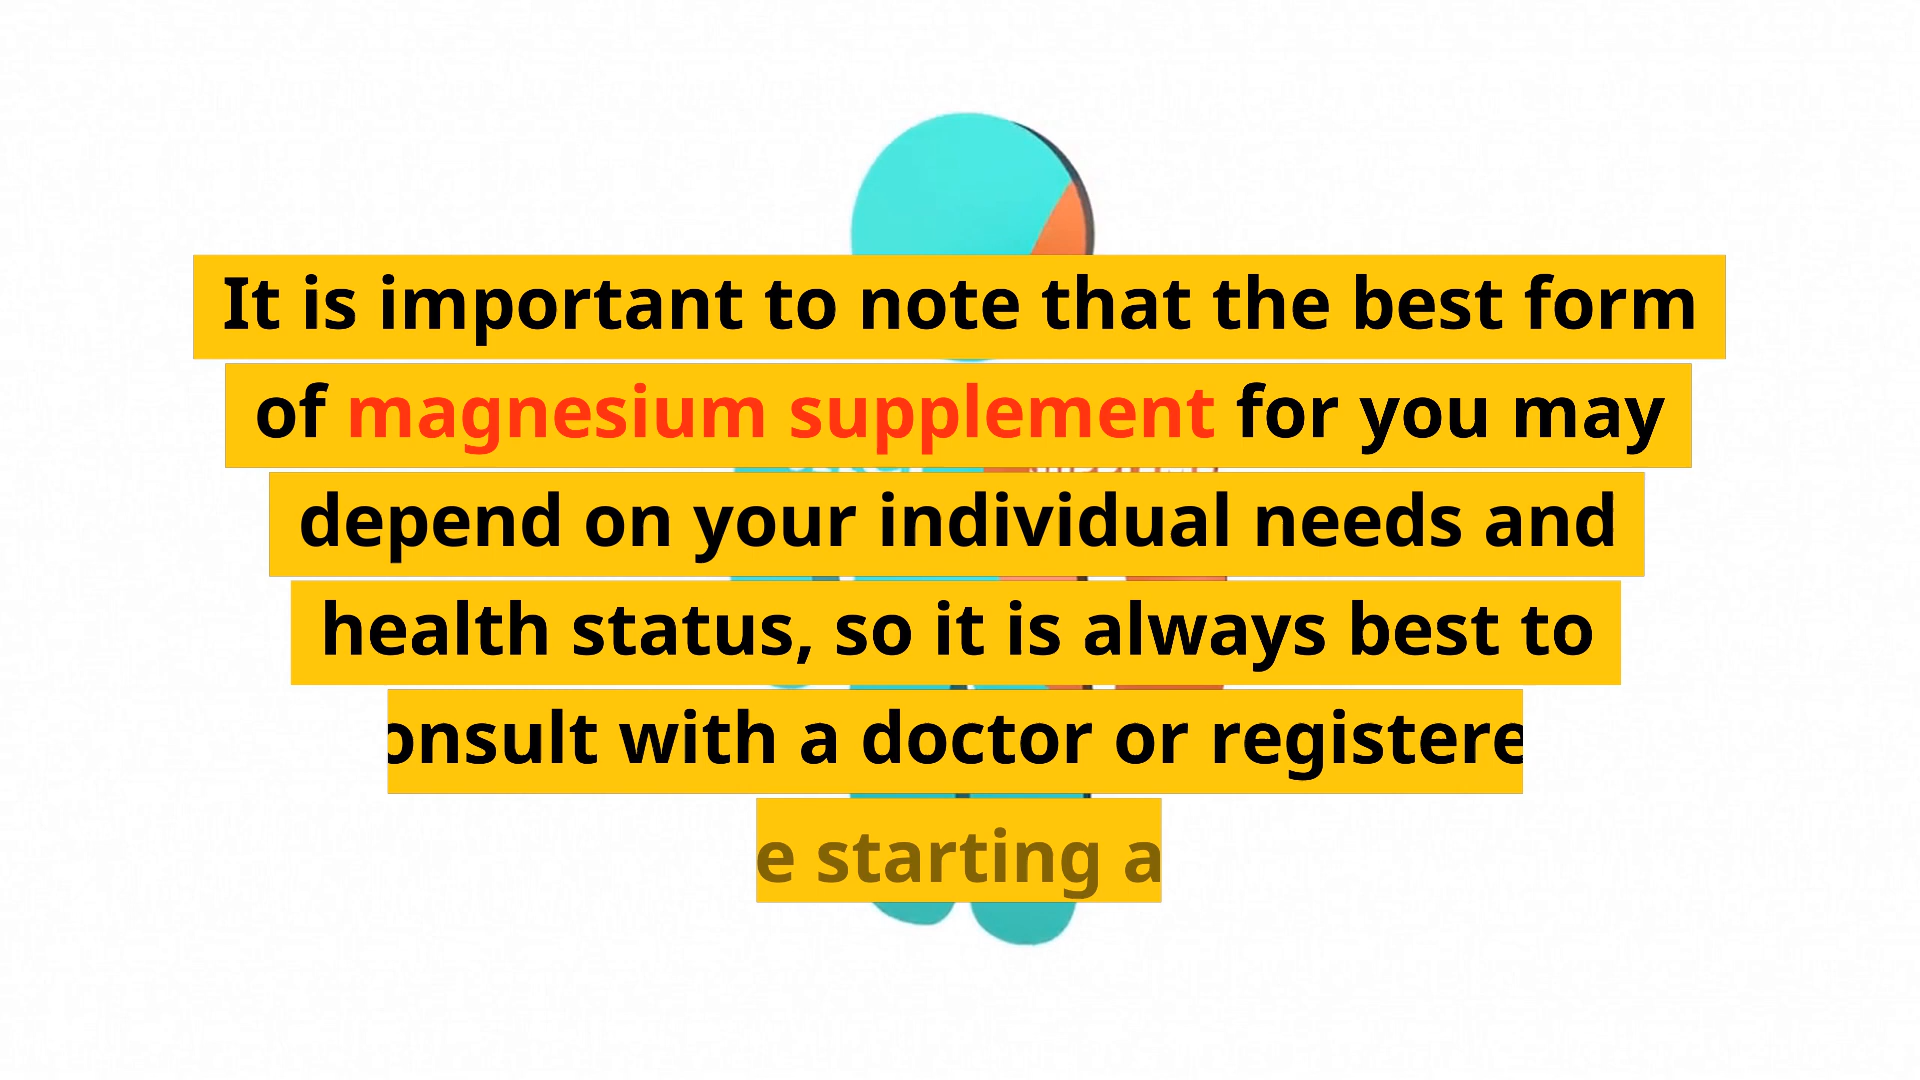 It is important to note that the best form
of magnesium supplement for you may
depend on your individual needs and
health status, so it is always best to
onsult with a doctor or registere
e starting a